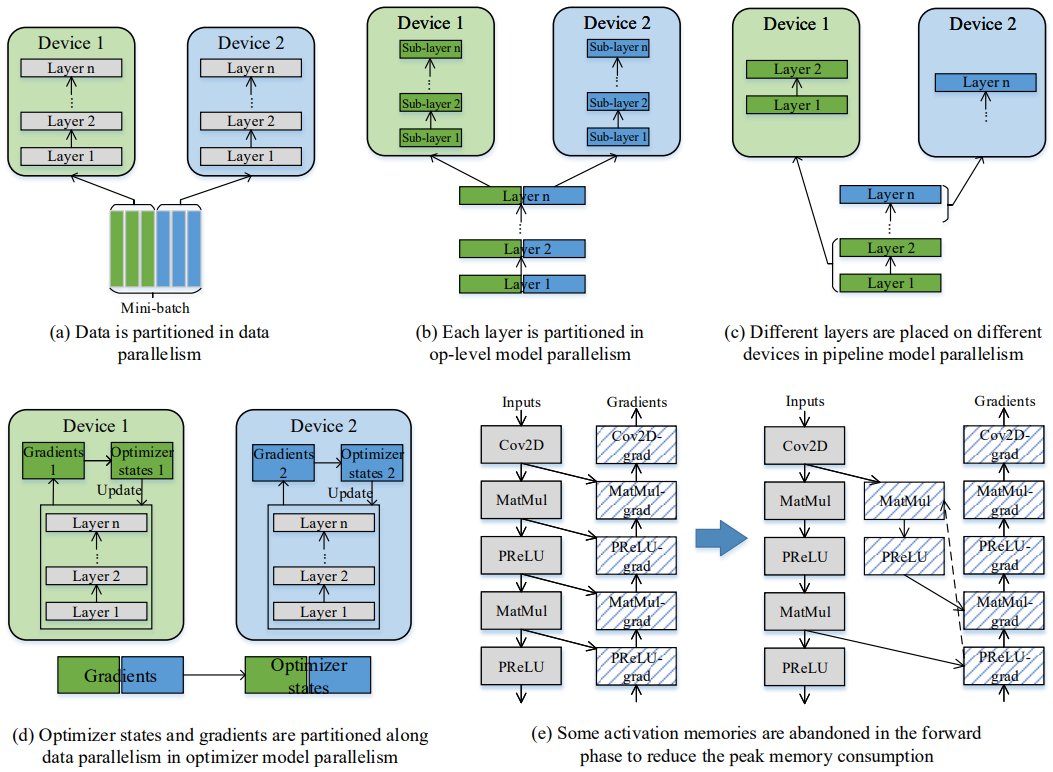 Device 1
Layer n
⋮
Layer 2
Layer 1
Device 2
Layer n
⋮
Layer 2
Layer 1
Mini-batch
(a) Data is partitioned in data
parallelism
Device 1
Sub-layer n
⋮
Sub-layer 2
Sub-layer 1
Device 2
Sub-layer n
⋮
Sub-layer 2
Sub-layer 1
Layer n
⋮
Layer 2
Layer 1
(b) Each layer is partitioned in
op-level model parallelism
Device 1
Layer 2
Layer 1
Device 2
Layer n
⋮
Layer n
⋮
Layer 2
Layer 1
(c) Different layers are placed on different
devices in pipeline model parallelism
Device 1
Gradients
1
Optimizer
states 1
Update
Layer n
⋮
Layer 2
Layer 1
Device 2
Gradients
2
Optimizer
states 2
Update
Layer n
⋮
Layer 2
Layer 1
Gradients
Optimizer
states
(d) Optimizer states and gradients are partitioned along
data parallelism in optimizer model parallelism
Inputs
Cov2D
MatMul
PReLU
MatMul
PReLU
Gradients
Cov2D-
grad
MatMul-
grad
PReLU-
grad
MatMul-
grad
PReLU-
grad
Inputs
Cov2D
MatMul
PReLU
MatMul
PReLU
MatMul
PReLU
Gradients
Cov2D-
grad
MatMul-
grad
PReLU-
grad
MatMul-
grad
PReLU-
grad
(e) Some activation memories are abandoned in the forward
phase to reduce the peak memory consumption